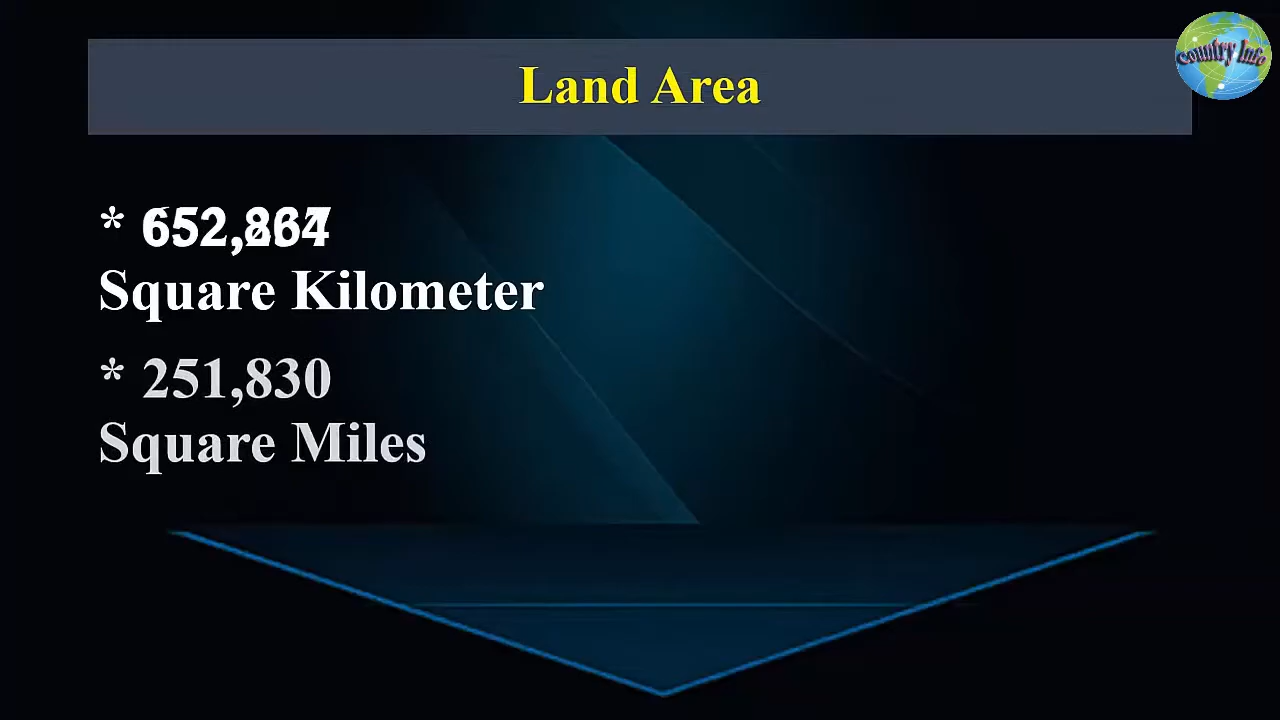 Land Area
Country Info
*
Square Kilometer
* 251,830
Square Miles